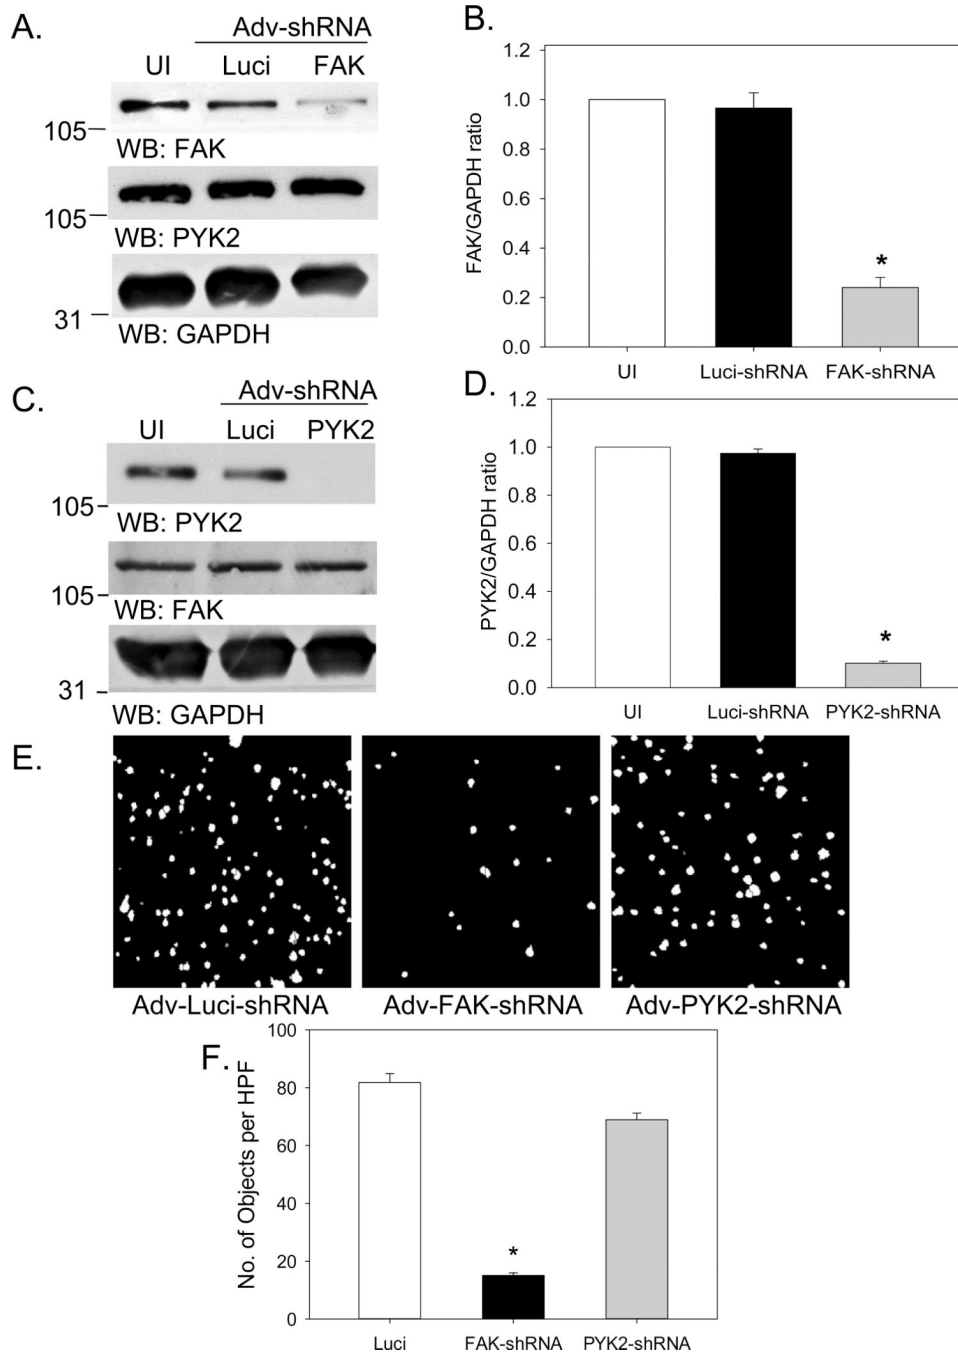 A.
Adv-shRNA
UI Luci FAK
105
WB: FAK
105
WB: PYK2
31
WB: GAPDH
B.
FAK/GAPDH ratio
1.2
1.0
0.8
0.6
0.4
0.2
0.0
*
UI Luci-shRNA FAK-shRNA
C.
Adv-shRNA
UI Luci PYK2
105
WB: PYK2
105
WB: FAK
31
WB: GAPDH
D.
PYK2/GAPDH ratio
1.2
1.0
0.8
0.6
0.4
0.2
0.0
*
UI Luci-shRNA PYK2-shRNA
E.
Adv-Luci-shRNA Adv-FAK-shRNA Adv-PYK2-shRNA
F.
No. of Objects per HPF
100
80
60
40
20
0
*
Luci FAK-shRNA PYK2-shRNA